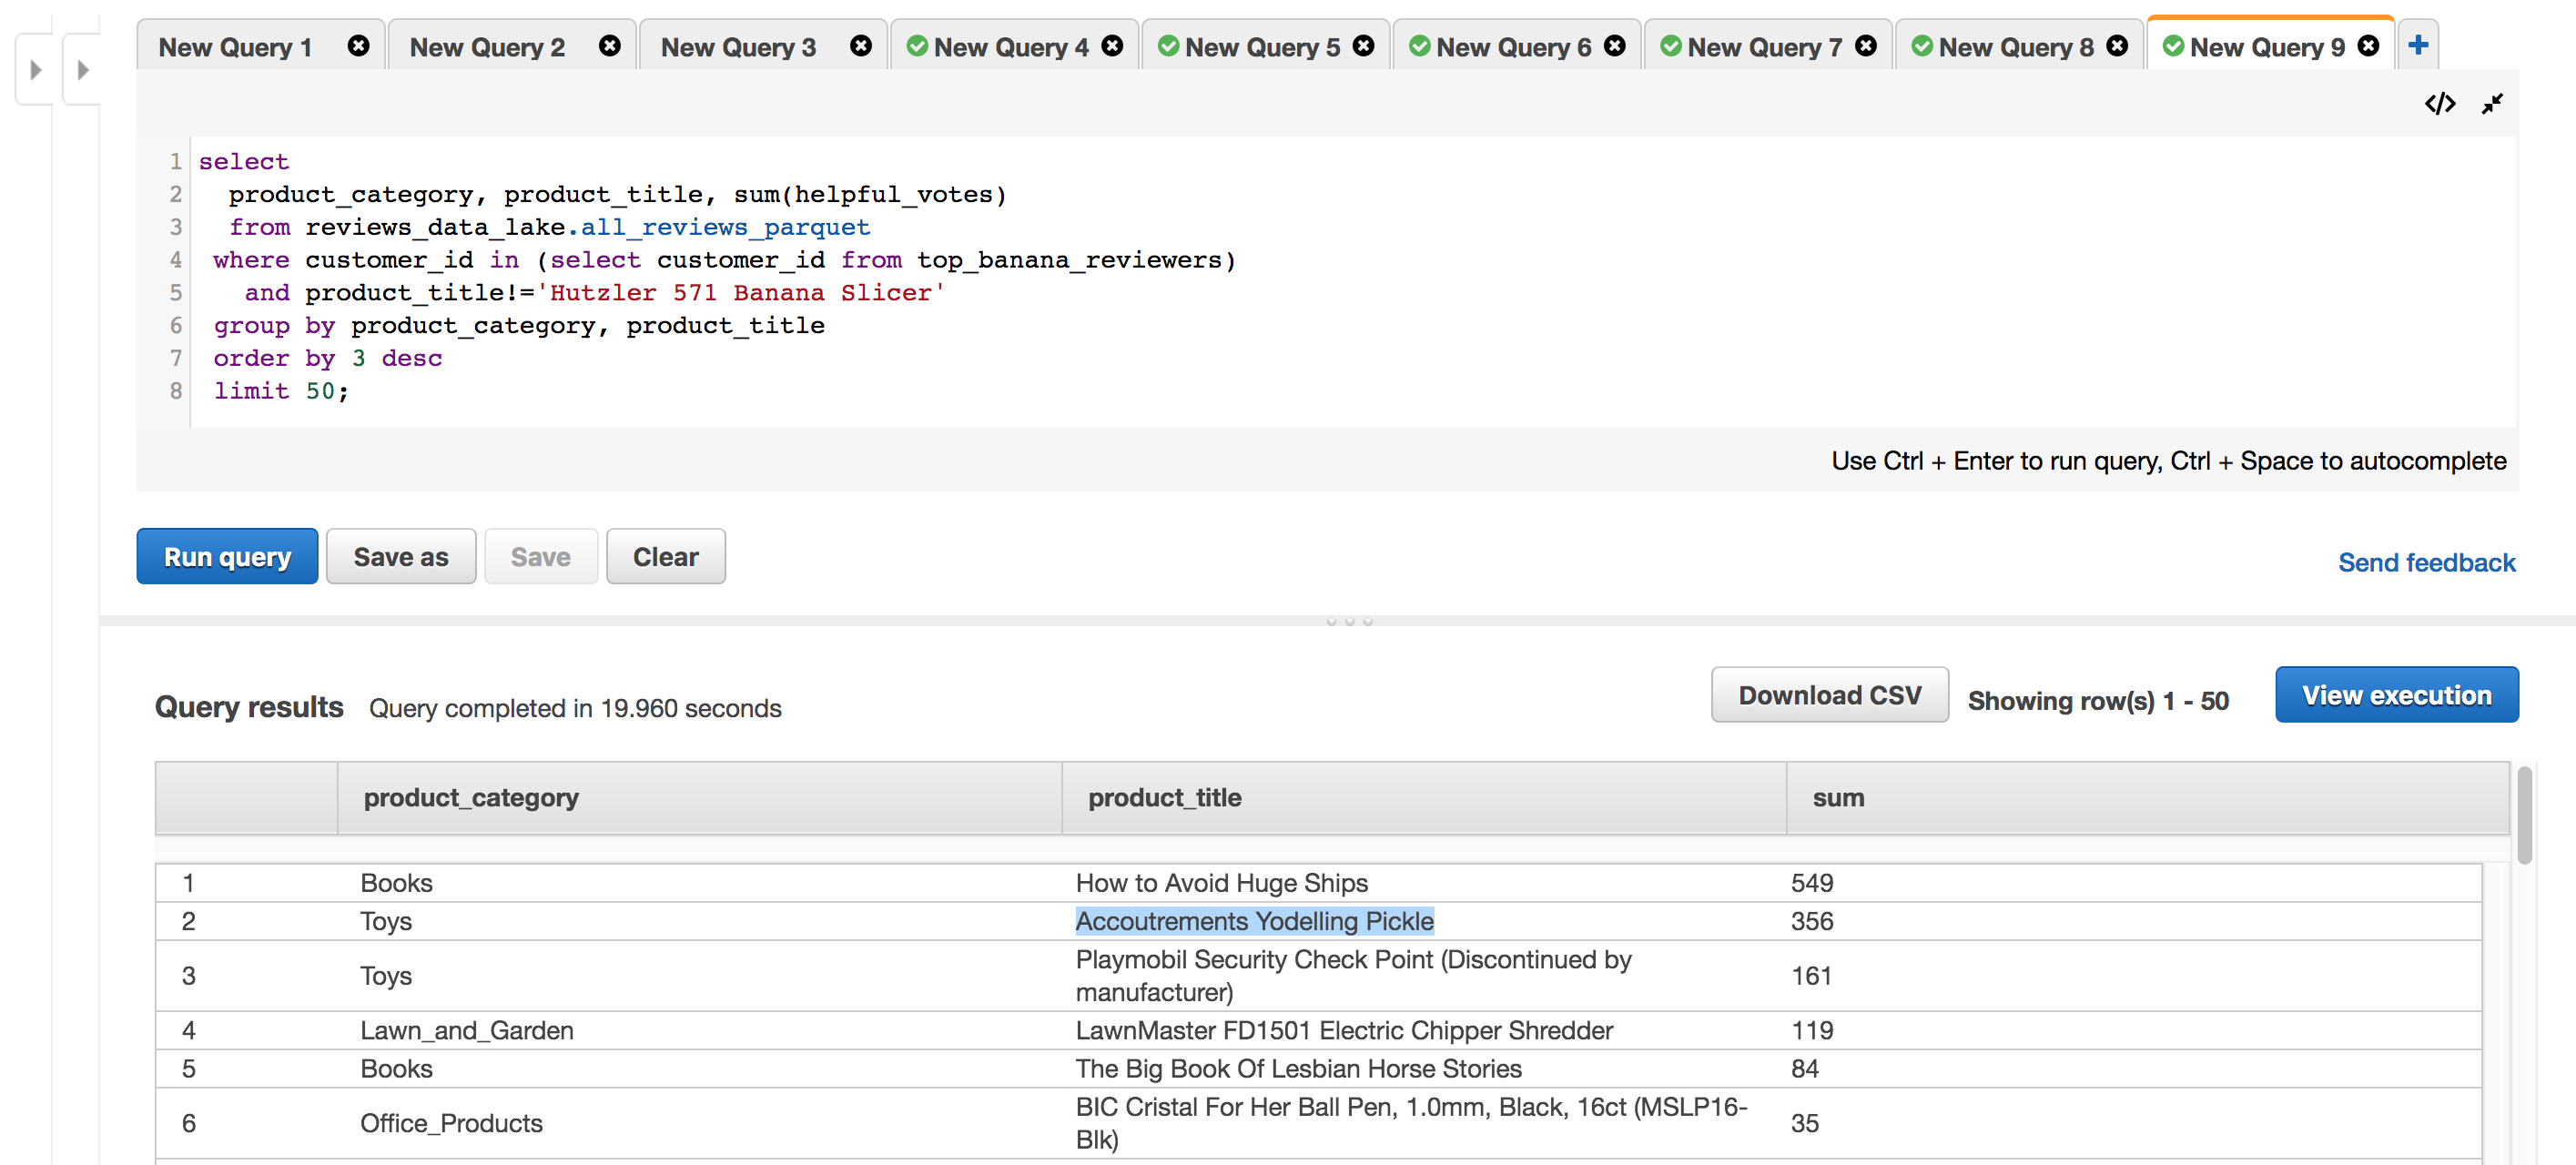 New Query 1 New Query 2 New Query 3 New Query 4 New Query 5 New Query 6 New Query 7 New Query 8 New Query 9 +
</>
1 select
2 product_category, product_title, sum(helpful_votes)
3 from reviews_data_lake.all_reviews_parquet
4 where customer_id in (select customer_id from top_banana_reviewers)
5 and product_title!='Hutzler 571 Banana Slicer'
6 group by product_category, product_title
7 order by 3 desc
8 limit 50;
Use Ctrl + Enter to run query, Ctrl + Space to autocomplete
Run query Save as Save Clear Send feedback
Query results Query completed in 19.960 seconds Download CSV Showing row(s) 1 - 50 View execution
product_category product_title sum
1 Books How to Avoid Huge Ships 549
2 Toys Accoutrements Yodelling Pickle 356
3 Toys Playmobil Security Check Point (Discontinued by
manufacturer) 161
4 Lawn_and_Garden LawnMaster FD1501 Electric Chipper Shredder 119
5 Books The Big Book Of Lesbian Horse Stories 84
6 Office_Products BIC Cristal For Her Ball Pen, 1.0mm, Black, 16ct (MSLP16-
Blk) 35